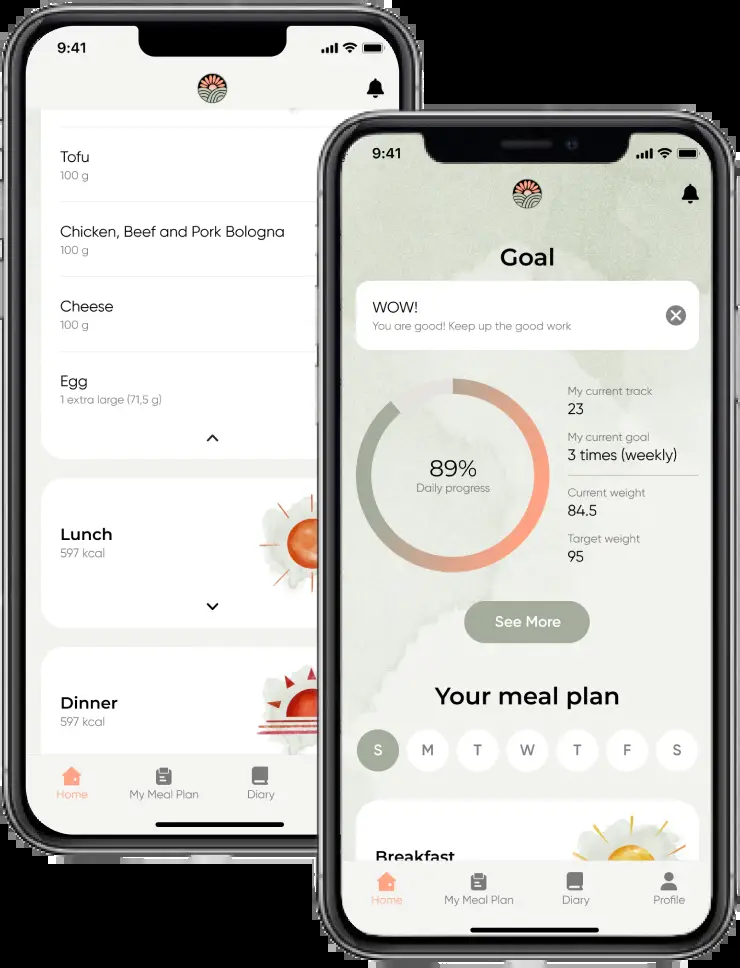 9:41
Tofu
100 g
Chicken, Beef and Pork Bologna
100 g
Cheese
100 g
Egg
1 extra large (71,5 g)
Lunch
597 kcal
Dinner
597 kcal
Home
My Meal Plan
Diary
9:41
Goal
WOW!
You are good! Keep up the good work
89%
Daily progress
My current track
23
My current goal
3 times (weekly)
Current weight
84.5
Target weight
95
See More
Your meal plan
S M T W T F S
Breakfast
Home
My Meal Plan
Diary
Profile